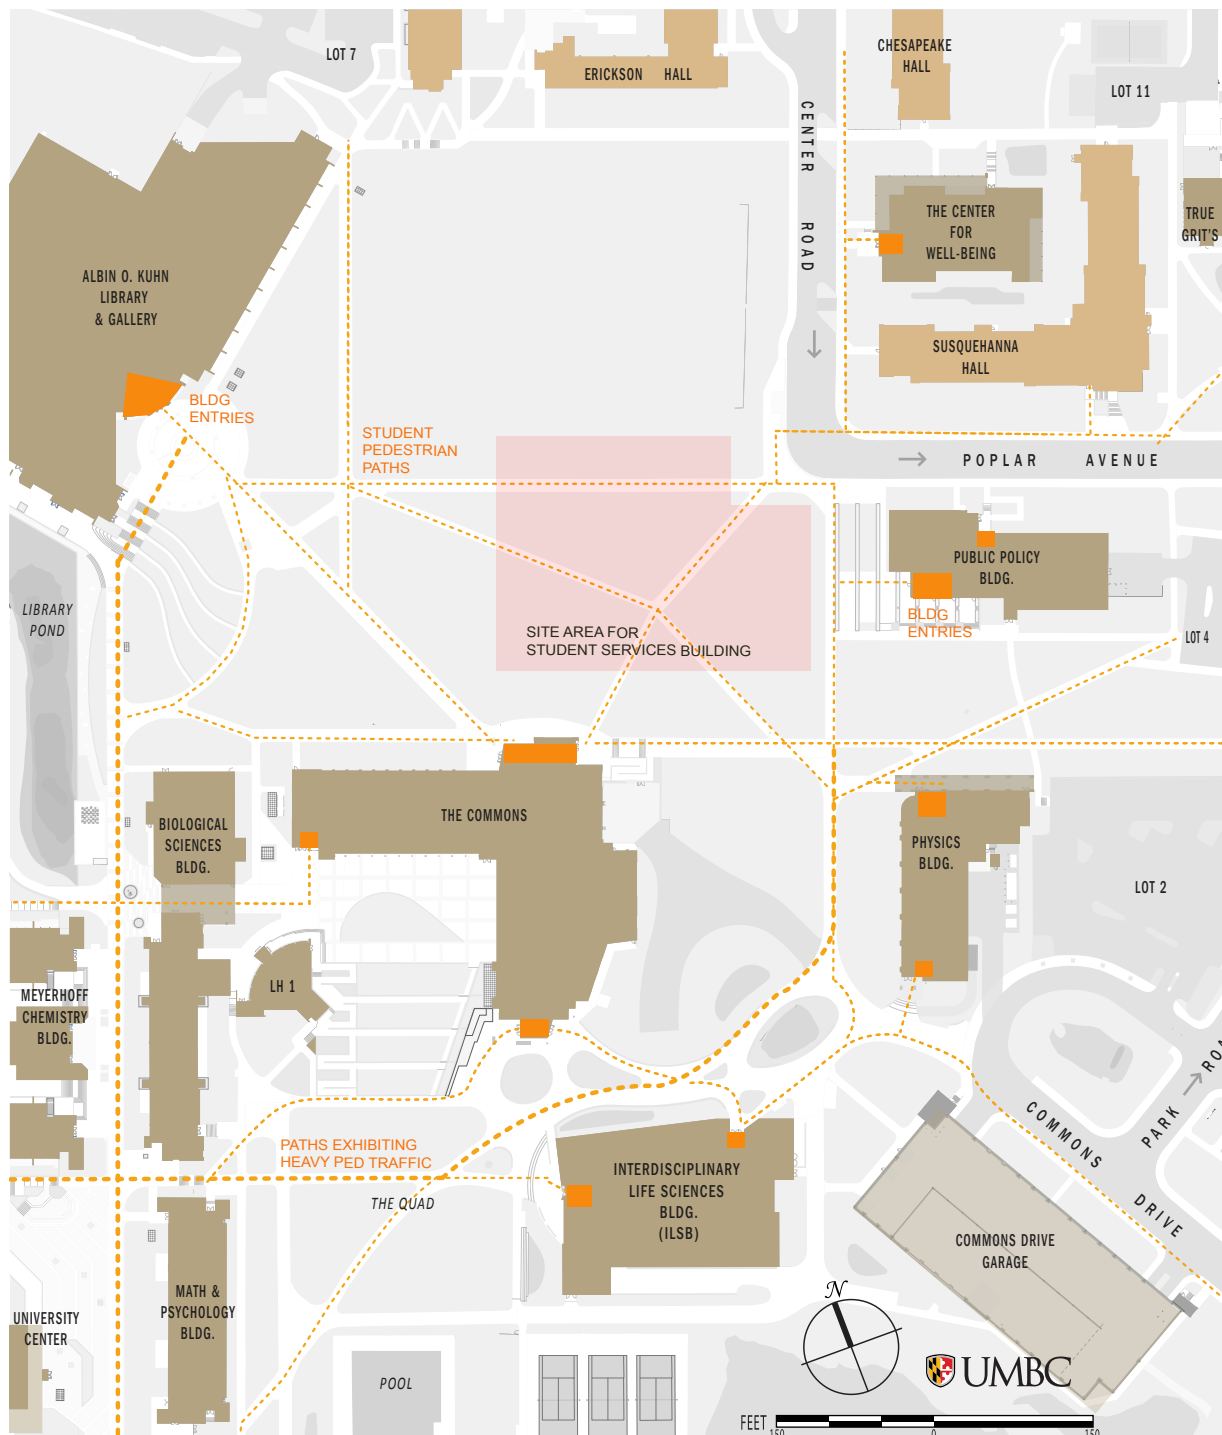 LOT 7
ERICKSON HALL
CHESAPEAKE
HALL
LOT 11
CENTER ROAD
THE CENTER
FOR
WELL-BEING
TRUE
GRIT'S
ALBIN O. KUHN
LIBRARY
& GALLERY
SUSQUEHANNA
HALL
BLDG
ENTRIES
STUDENT
PEDESTRIAN
PATHS
POPLAR AVENUE
PUBLIC POLICY
BLDG.
LIBRARY
POND
BLDG
ENTRIES
SITE AREA FOR
STUDENT SERVICES BUILDING
LOT 4
THE COMMONS
BIOLOGICAL
SCIENCES
BLDG.
PHYSICS
BLDG.
LOT 2
LH 1
MEYERHOFF
CHEMISTRY
BLDG.
COMMONS DRIVE
PARK ROA
PATHS EXHIBITING
HEAVY PED TRAFFIC
THE QUAD
INTERDISCIPLINARY
LIFE SCIENCES
BLDG.
(ILSB)
COMMONS DRIVE
GARAGE
MATH &
PSYCHOLOGY
BLDG.
UNIVERSITY
CENTER
N
POOL
UMBC
FEET
150 0 150